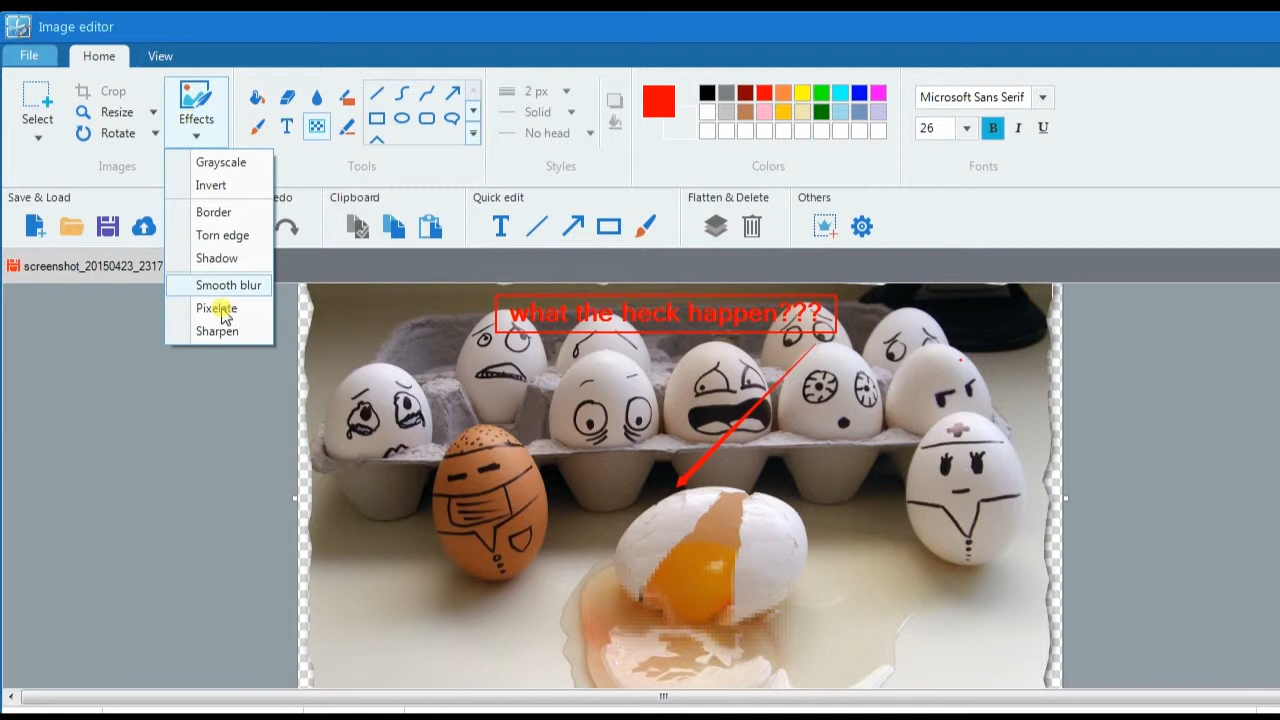 Image editor
File Home View
Select
Crop
Resize
Rotate
Effects
2 px
Solid
No head
Microsoft Sans Serif
26 B I U
Images Tools Styles Colors Fonts
Grayscale
Invert
Border
Torn edge
Shadow
Smooth blur
Pixelate
Sharpen
Save & Load edo Clipboard Quick edit Flatten & Delete Others
T
screenshot_20150423_2317
what the heck happen???